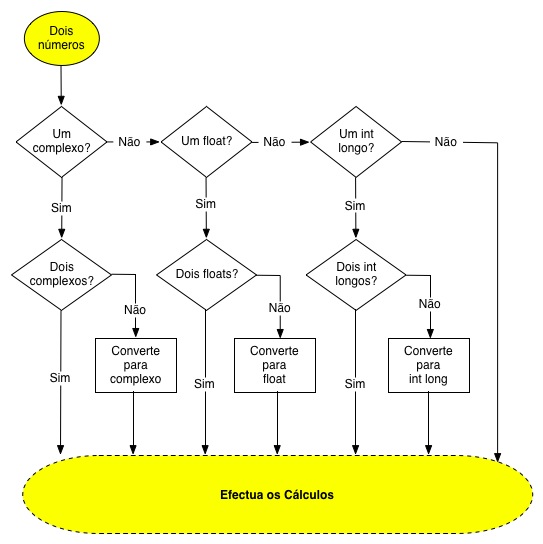 Dois
números
Um
complexo?
Não
Um float?
Não
Um int
longo?
Não
Sim
Sim
Sim
Dois
complexos?
Dois floats?
Dois int
longos?
Não
Não
Não
Converte
para
complexo
Converte
para
float
Converte
para
int long
Sim
Sim
Sim
Efectua os Cálculos